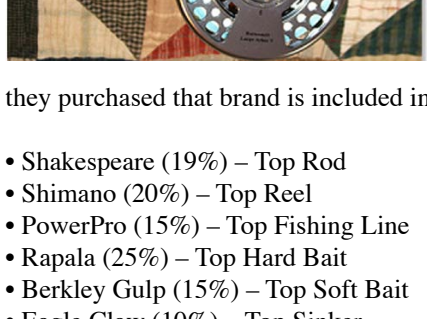 they purchased that brand is included in
• Shakespeare (19%) – Top Rod
• Shimano (20%) – Top Reel
• PowerPro (15%) – Top Fishing Line
• Rapala (25%) – Top Hard Bait
• Berkley Gulp (15%) – Top Soft Bait
• Eagle Claw (10%) – Top Sinker